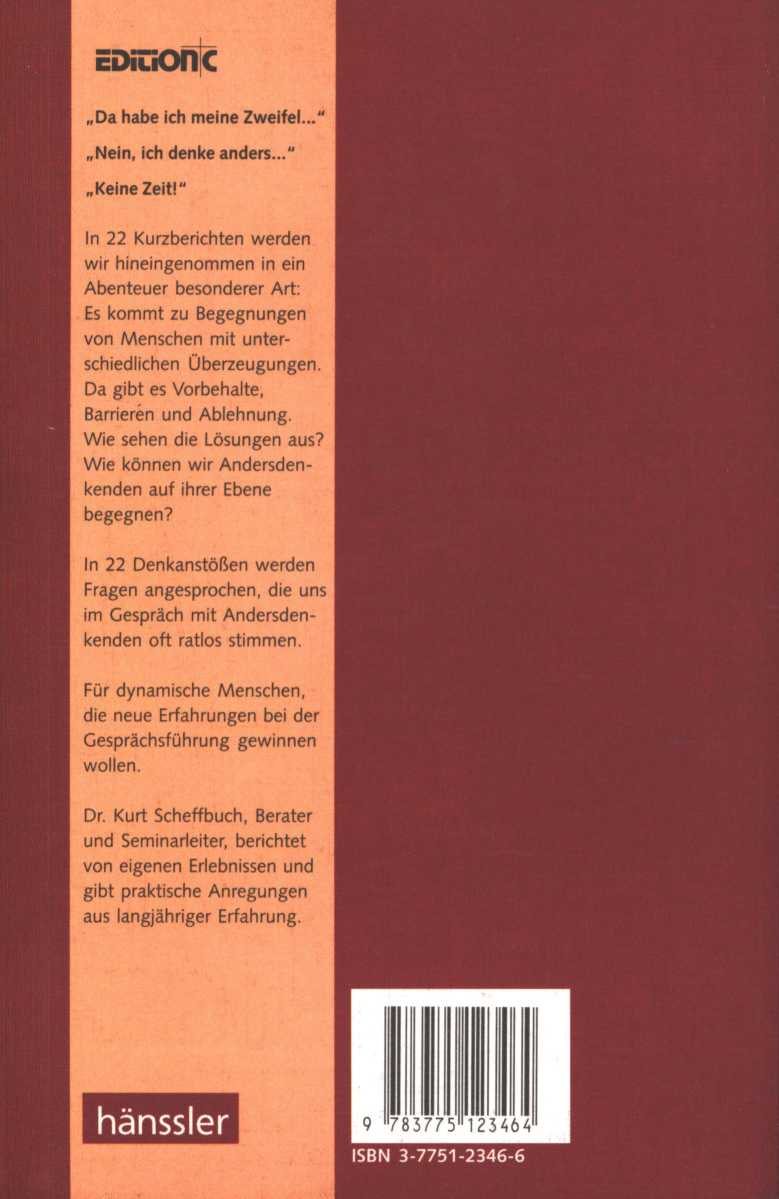 EDITION C
„Da habe ich meine Zweifel...“
„Nein, ich denke anders...“
„Keine Zeit!“
In 22 Kurzberichten werden
wir hineingenommen in ein
Abenteuer besonderer Art:
Es kommt zu Begegnungen
von Menschen mit unter-
schiedlichen Überzeugungen.
Da gibt es Vorbehalte,
Barrieren und Ablehnung.
Wie sehen die Lösungen aus?
Wie können wir Andersden-
kenden auf ihrer Ebene
begegnen?
In 22 Denkanstößen werden
Fragen angesprochen, die uns
im Gespräch mit Andersden-
kenden oft ratlos stimmen.
Für dynamische Menschen,
die neue Erfahrungen bei der
Gesprächsführung gewinnen
wollen.
Dr. Kurt Scheffbuch, Berater
und Seminarleiter, berichtet
von eigenen Erlebnissen und
gibt praktische Anregungen
aus langjähriger Erfahrung.
hänssler
9 783775 123464
ISBN 3-7751-2346-6